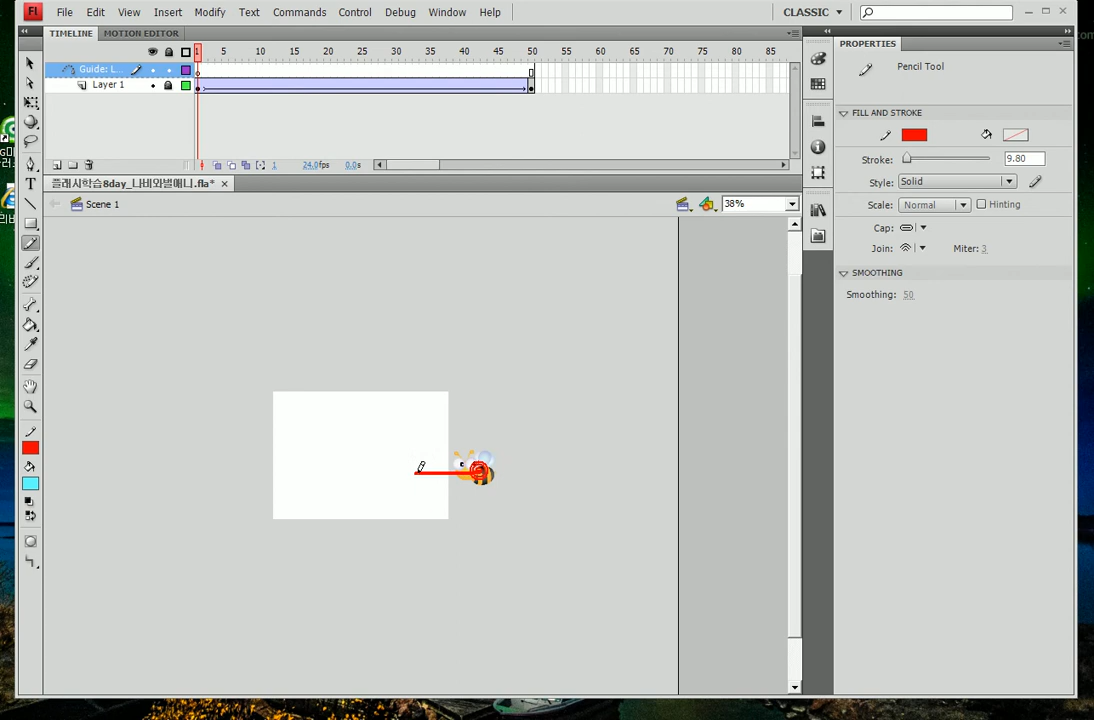 Fl File Edit View Insert Modify Text Commands Control Debug Window Help CLASSIC
TIMELINE MOTION EDITOR
1 5 10 15 20 25 30 35 40 45 50 55 60 65 70 75 80 85
Guide: L...
Layer 1
1 24.0fps 0.0s
플래시학습8day_나비와벌애니.fla*
Scene 1 38%
PROPERTIES
Pencil Tool
FILL AND STROKE
Stroke: 9.80
Style: Solid
Scale: Normal Hinting
Cap:
Join: Miter: 3
SMOOTHING
Smoothing: 50